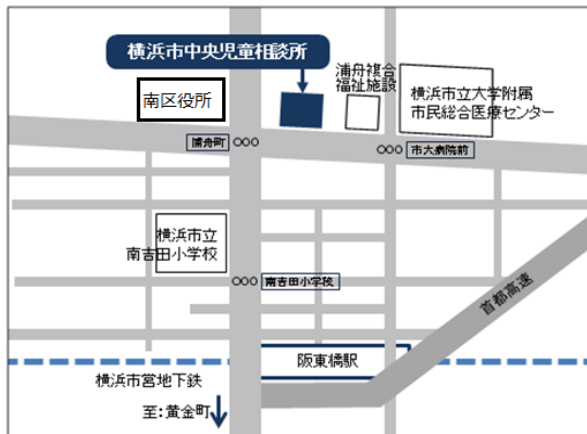 横浜市中央児童相談所
南区役所
浦舟複合
福祉施設
横浜市立大学附属
市民総合医療センター
浦舟町
市大病院前
横浜市立
南吉田小学校
南吉田小学校
首都高速
阪東橋駅
横浜市営地下鉄
至:黄金町